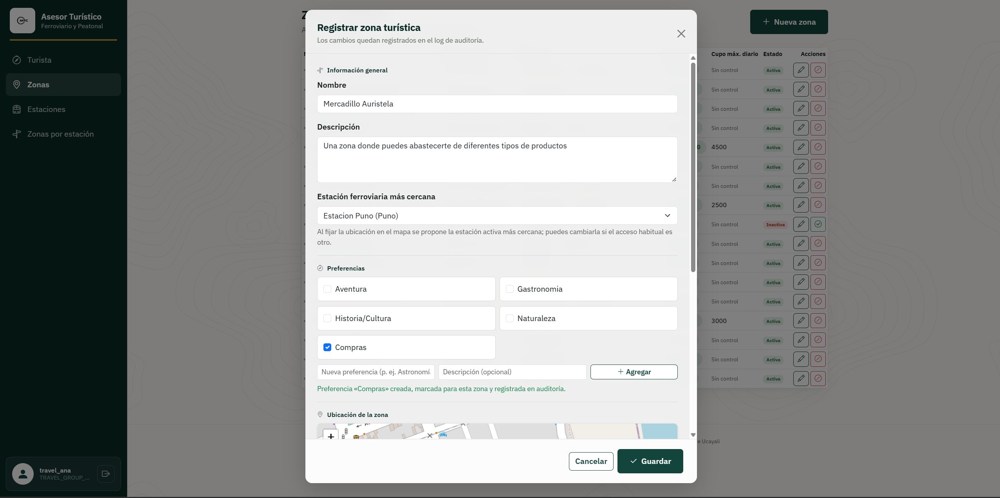 MTC
Asesor Turístico
Ferroviario y Peatonal
Turista
Zonas
Estaciones
Zonas por estación
travel_ana
TRAVEL_GROUP_...
Nueva zona
Registrar zona turística
Los cambios quedan registrados en el log de auditoría.
Información general
Nombre
Mercadillo Auristela
Descripción
Una zona donde puedes abastecerte de diferentes tipos de productos
Estación ferroviaria más cercana
Estacion Puno (Puno)
Al fijar la ubicación en el mapa se propone la estación activa más cercana; puedes cambiarla si el acceso habitual es
otro.
Preferencias
Aventura
Gastronomia
Historia/Cultura
Naturaleza
Compras
Nueva preferencia (p. ej. Astronomí
Descripción (opcional)
+ Agregar
Preferencia «Compras» creada, marcada para esta zona y registrada en auditoría.
Ubicación de la zona
+
Cancelar
Guardar
Cupo máx. diario Estado Acciones
Sin control Activa
Sin control Activa
Sin control Activa
Sin control Activa
0 4500 Activa
Sin control Activa
Sin control Activa
2500 Activa
Sin control Inactiva
Sin control Activa
Sin control Activa
Sin control Activa
Sin control Activa
3000 Activa
Sin control Activa
Sin control Activa
Sin control Activa
e Ucayali